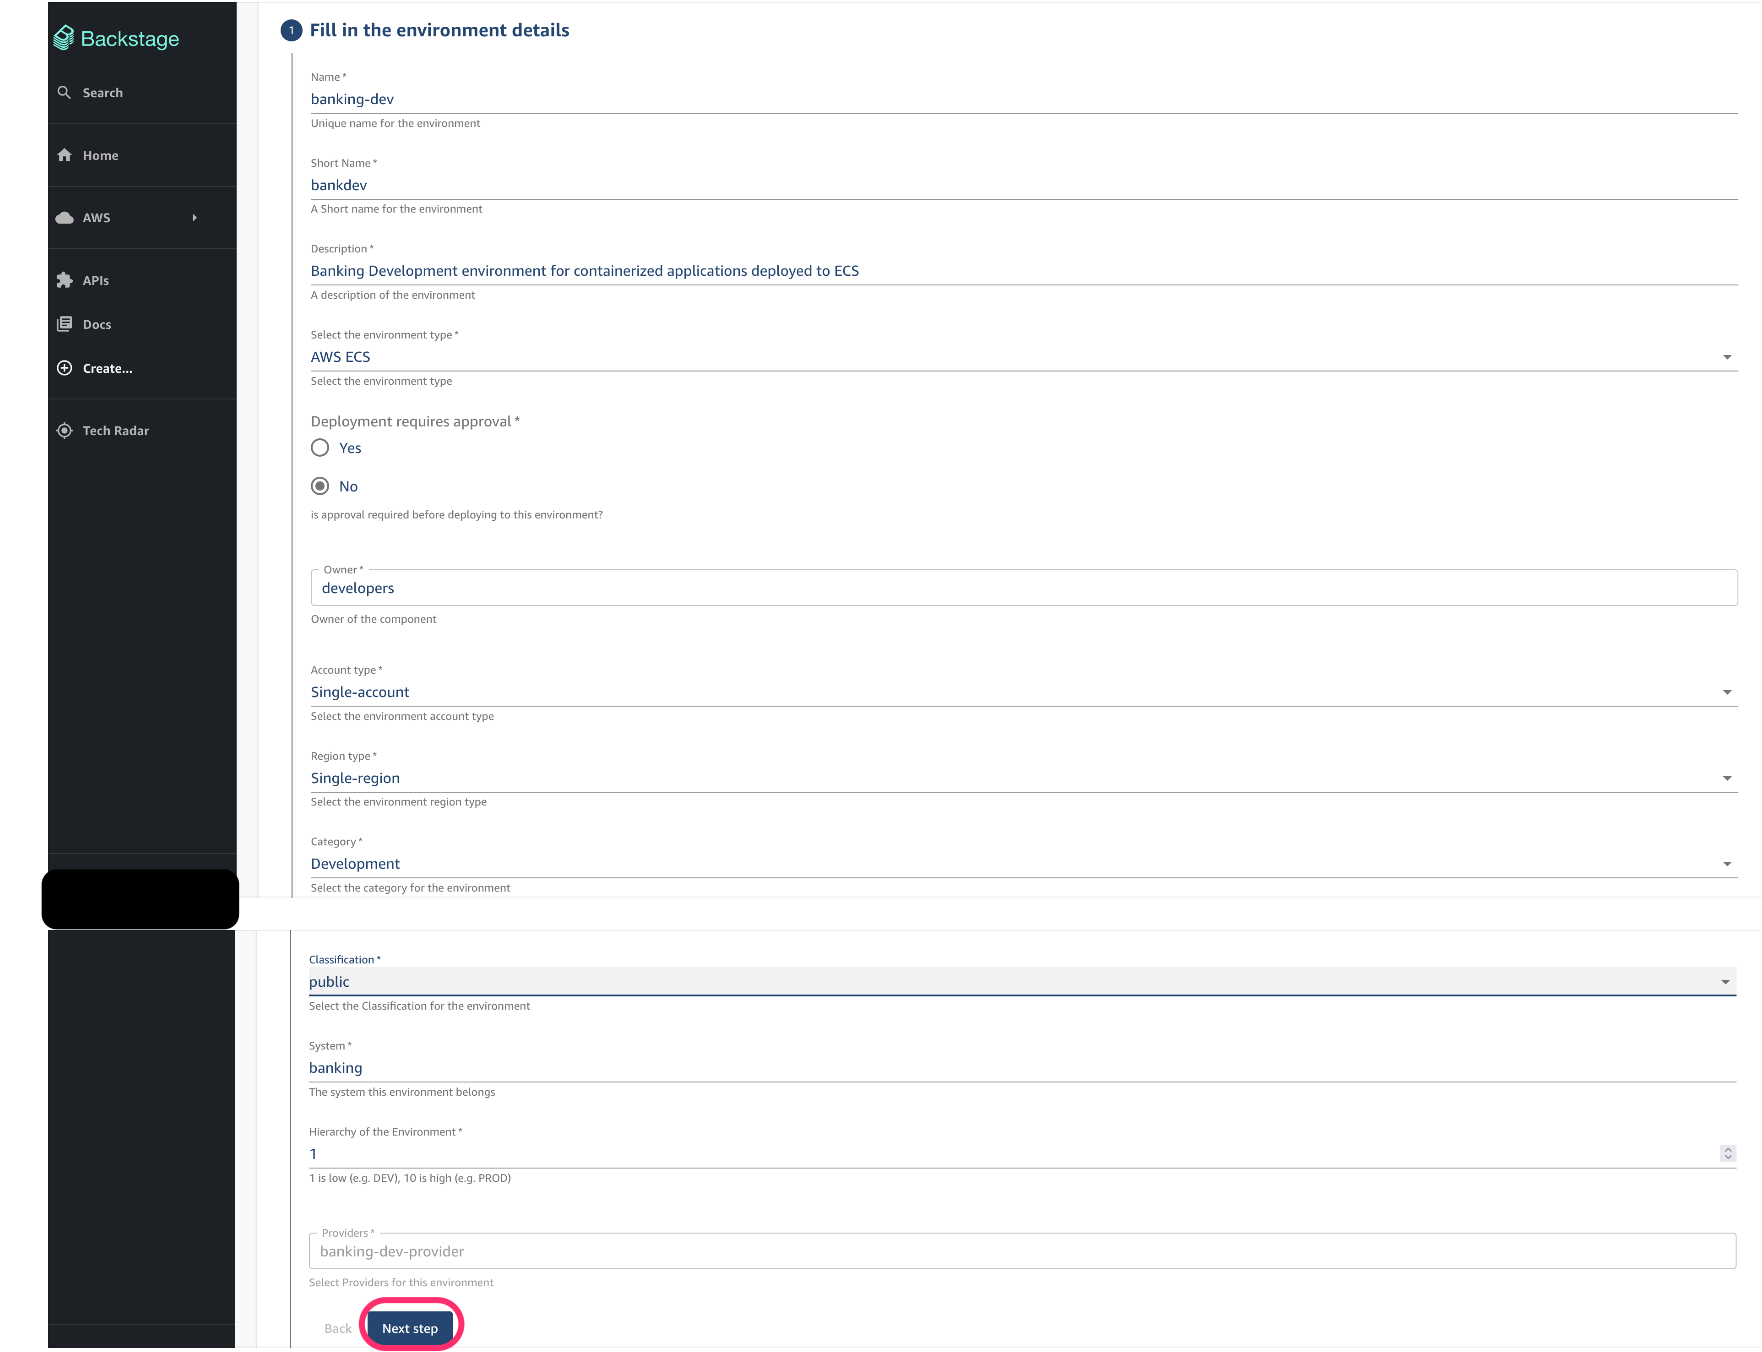 Backstage
Search
Home
AWS
APIs
Docs
Create...
Tech Radar
1 Fill in the environment details
Name *
banking-dev
Unique name for the environment
Short Name *
bankdev
A Short name for the environment
Description *
Banking Development environment for containerized applications deployed to ECS
A description of the environment
Select the environment type *
AWS ECS
Select the environment type
Deployment requires approval *
Yes
No
is approval required before deploying to this environment?
Owner *
developers
Owner of the component
Account type *
Single-account
Select the environment account type
Region type *
Single-region
Select the environment region type
Category *
Development
Select the category for the environment
Classification *
public
Select the Classification for the environment
System *
banking
The system this environment belongs
Hierarchy of the Environment *
1
1 is low (e.g. DEV), 10 is high (e.g. PROD)
Providers *
banking-dev-provider
Select Providers for this environment
Back
Next step